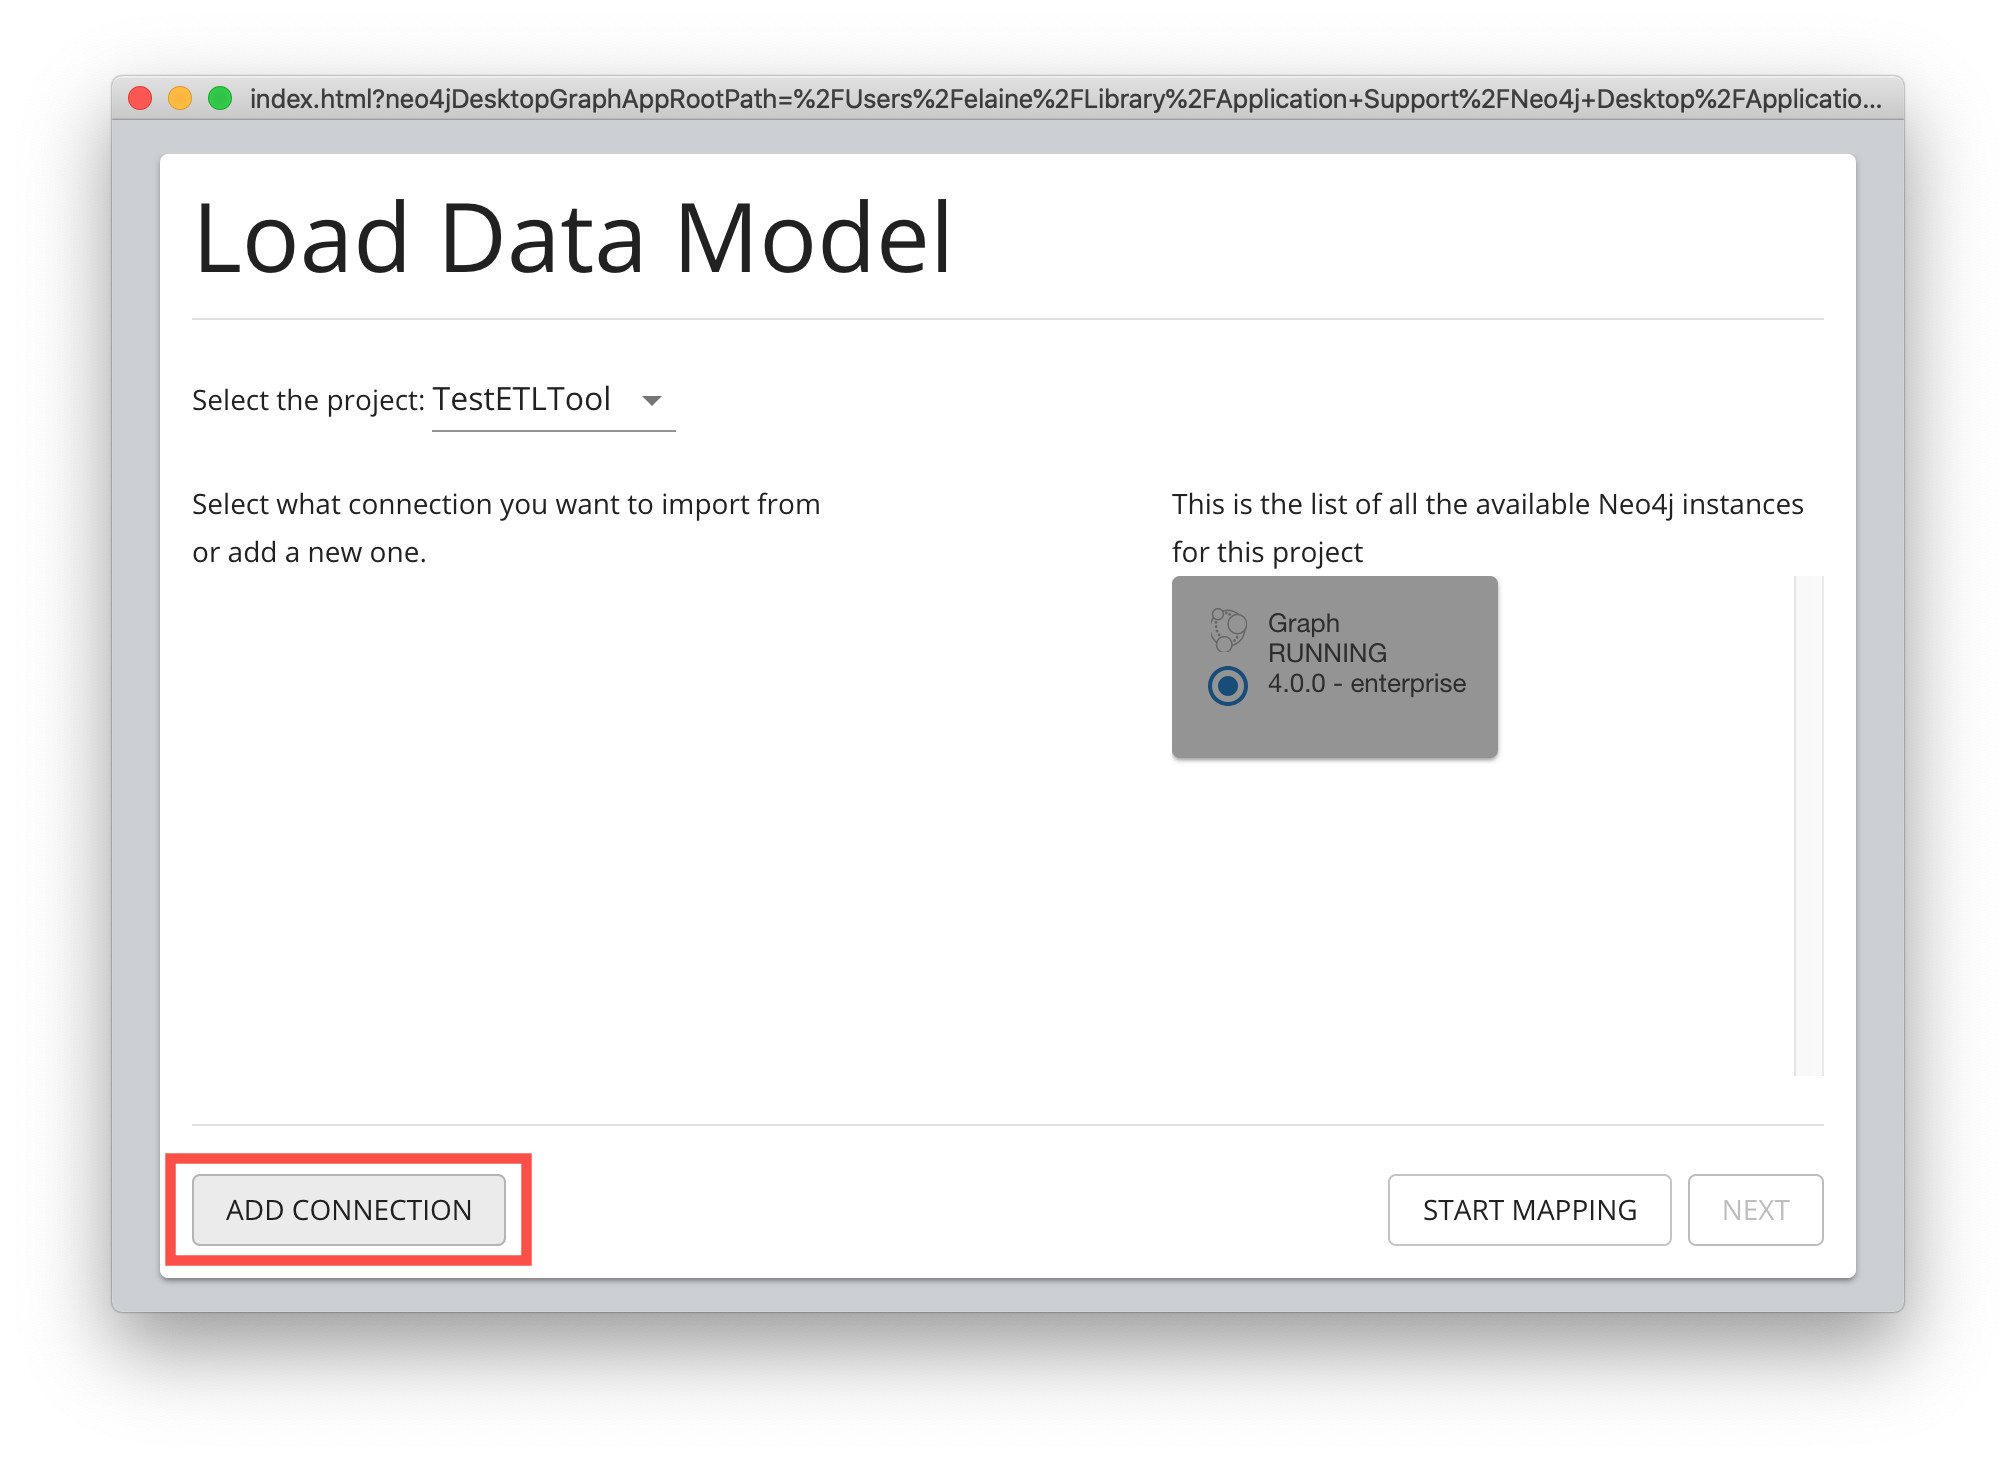 index.html?neo4jDesktopGraphAppRootPath=%2FUsers%2Felaine%2FLibrary%2FApplication+Support%2FNeo4j+Desktop%2FApplicatio...
Load Data Model
Select the project: TestETLTool
Select what connection you want to import from
or add a new one.
This is the list of all the available Neo4j instances
for this project
Graph
RUNNING
4.0.0 - enterprise
ADD CONNECTION
START MAPPING
NEXT